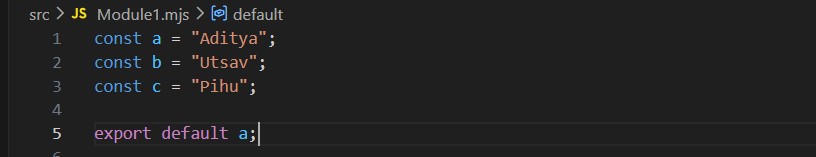 src > JS Module1.mjs > default
1 const a = "Aditya";
2 const b = "Utsav";
3 const c = "Pihu";
4
5 export default a;
6